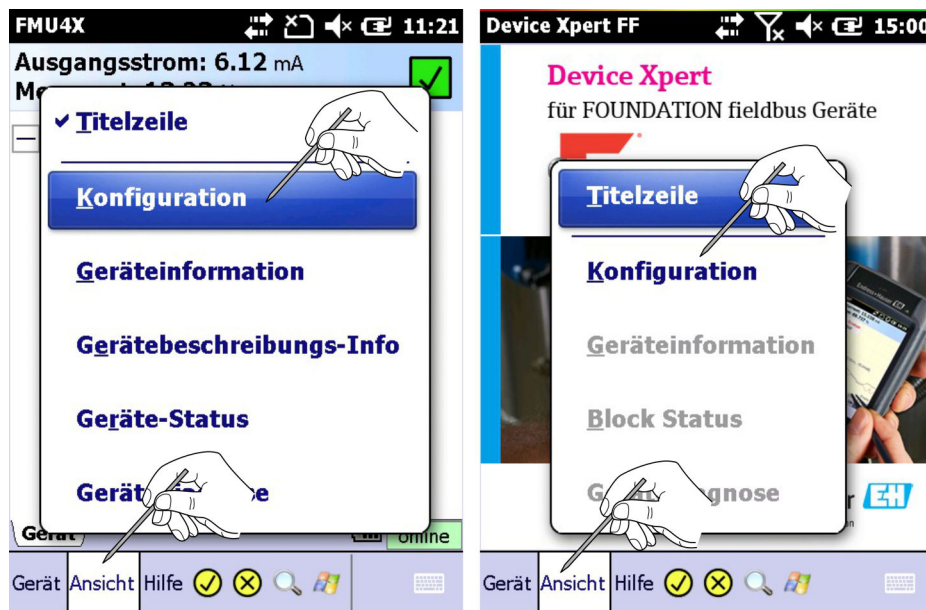 FMU4X 11:21
Ausgangsstrom: 6.12 mA
Titelzeile
Konfiguration
Geräteinformation
Gerätebeschreibungs-Info
Geräte-Status
Gerät
online
Gerät Ansicht Hilfe
Device Xpert FF 15:00
Device Xpert
für FOUNDATION fieldbus Geräte
Titelzeile
Konfiguration
Geräteinformation
Block Status
EH
Gerät Ansicht Hilfe